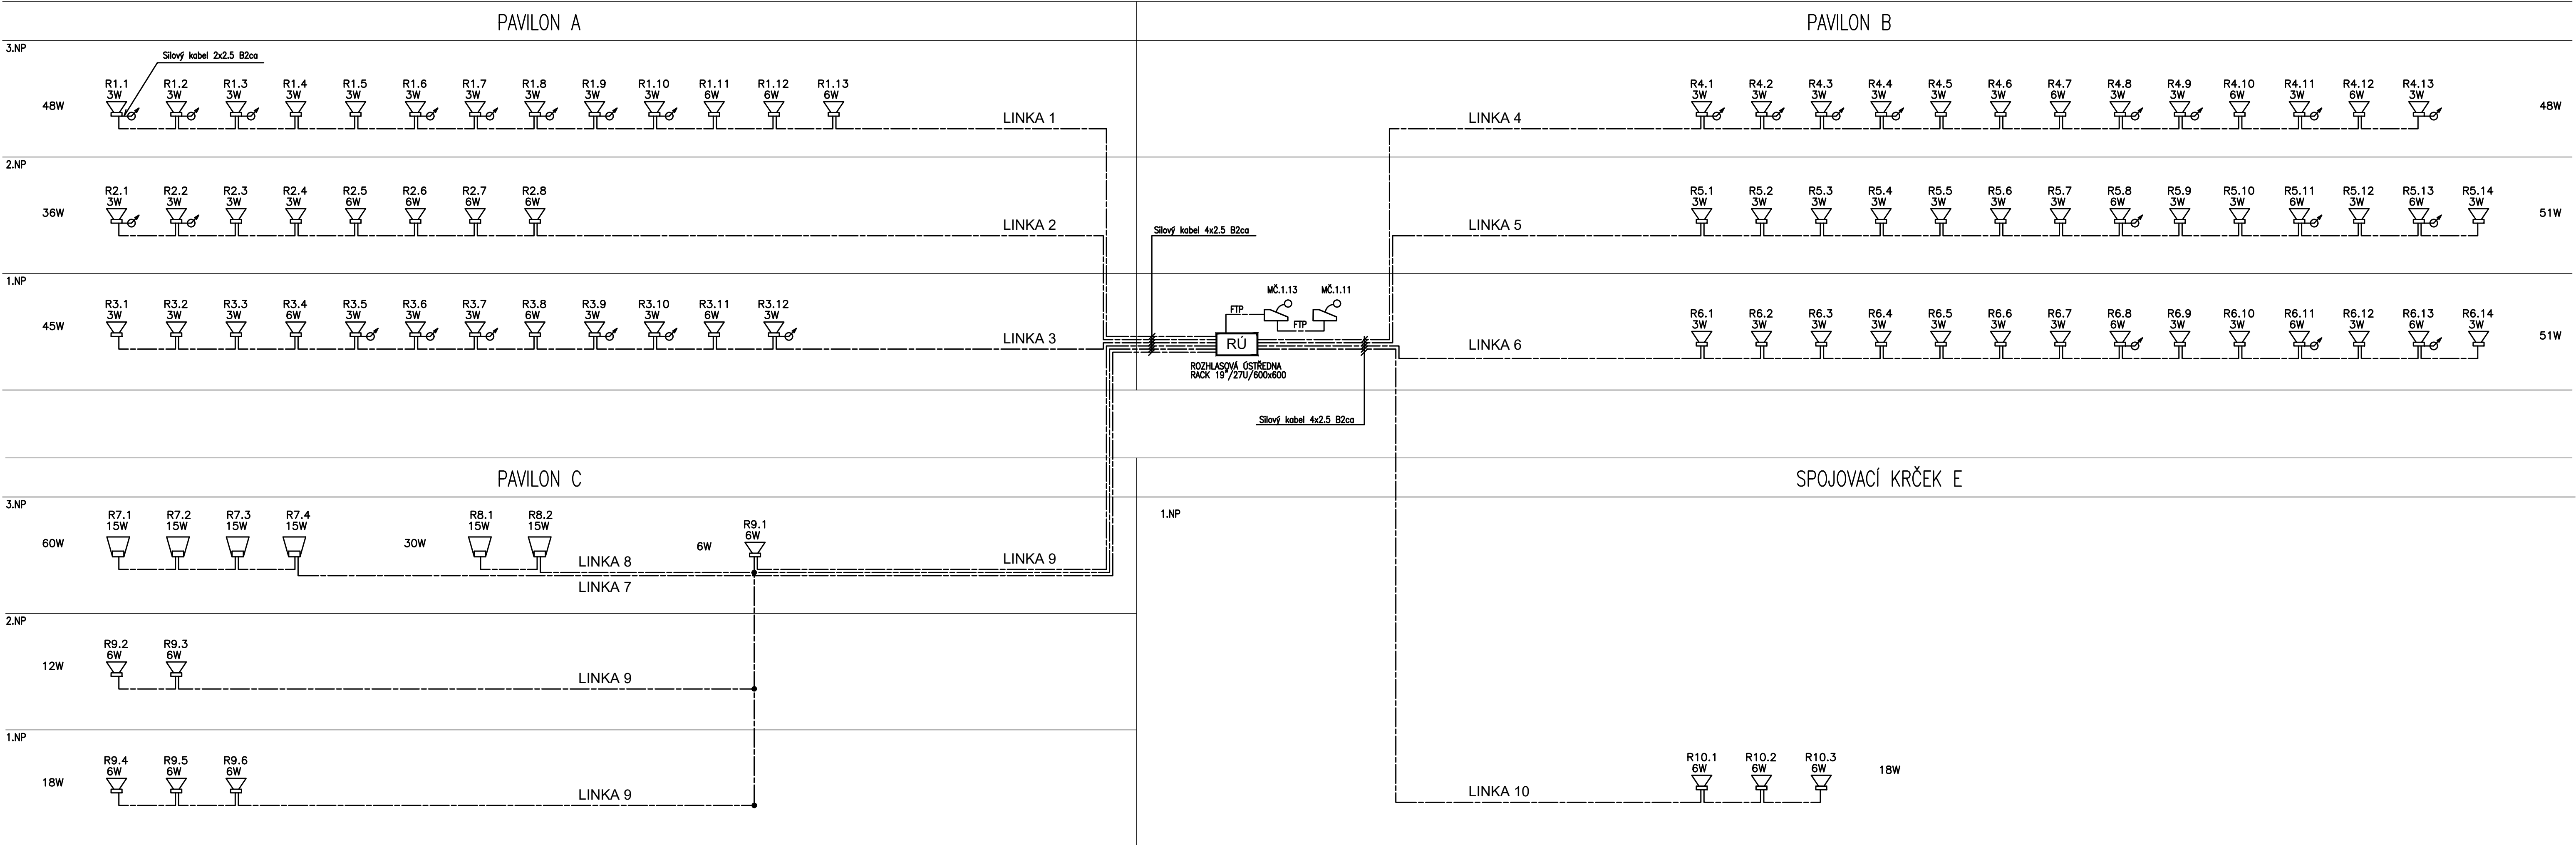 PAVILON A
PAVILON B
3.NP
Silový kabel 2x2.5 B2ca
R1.1 R1.2 R1.3 R1.4 R1.5 R1.6 R1.7 R1.8 R1.9 R1.10 R1.11 R1.12 R1.13
3W 3W 3W 3W 3W 3W 3W 3W 3W 3W 6W 6W 6W
48W
LINKA 1
LINKA 4
R4.1 R4.2 R4.3 R4.4 R4.5 R4.6 R4.7 R4.8 R4.9 R4.10 R4.11 R4.12 R4.13
3W 3W 3W 3W 3W 3W 6W 3W 3W 6W 3W 6W 3W
48W
2.NP
R2.1 R2.2 R2.3 R2.4 R2.5 R2.6 R2.7 R2.8
3W 3W 3W 3W 6W 6W 6W 6W
36W
LINKA 2
Silový kabel 4x2.5 B2ca
LINKA 5
R5.1 R5.2 R5.3 R5.4 R5.5 R5.6 R5.7 R5.8 R5.9 R5.10 R5.11 R5.12 R5.13 R5.14
3W 3W 3W 3W 3W 3W 3W 6W 3W 3W 6W 3W 6W 3W
51W
1.NP
R3.1 R3.2 R3.3 R3.4 R3.5 R3.6 R3.7 R3.8 R3.9 R3.10 R3.11 R3.12
3W 3W 3W 6W 3W 3W 3W 6W 3W 3W 6W 3W
45W
LINKA 3
MČ.1.13 MČ.1.11
FTP
FTP
RÚ
ROZHLASOVÁ ÚSTŘEDNA
RACK 19"/27U/600x600
LINKA 6
R6.1 R6.2 R6.3 R6.4 R6.5 R6.6 R6.7 R6.8 R6.9 R6.10 R6.11 R6.12 R6.13 R6.14
3W 3W 3W 3W 3W 3W 3W 6W 3W 3W 6W 3W 6W 3W
51W
Silový kabel 4x2.5 B2ca
PAVILON C
SPOJOVACÍ KRČEK E
3.NP
R7.1 R7.2 R7.3 R7.4
15W 15W 15W 15W
60W
R8.1 R8.2
15W 15W
30W
R9.1
6W
6W
LINKA 8
LINKA 9
LINKA 7
1.NP
2.NP
R9.2 R9.3
6W 6W
12W
LINKA 9
1.NP
R9.4 R9.5 R9.6
6W 6W 6W
18W
LINKA 9
R10.1 R10.2 R10.3
6W 6W 6W
18W
LINKA 10